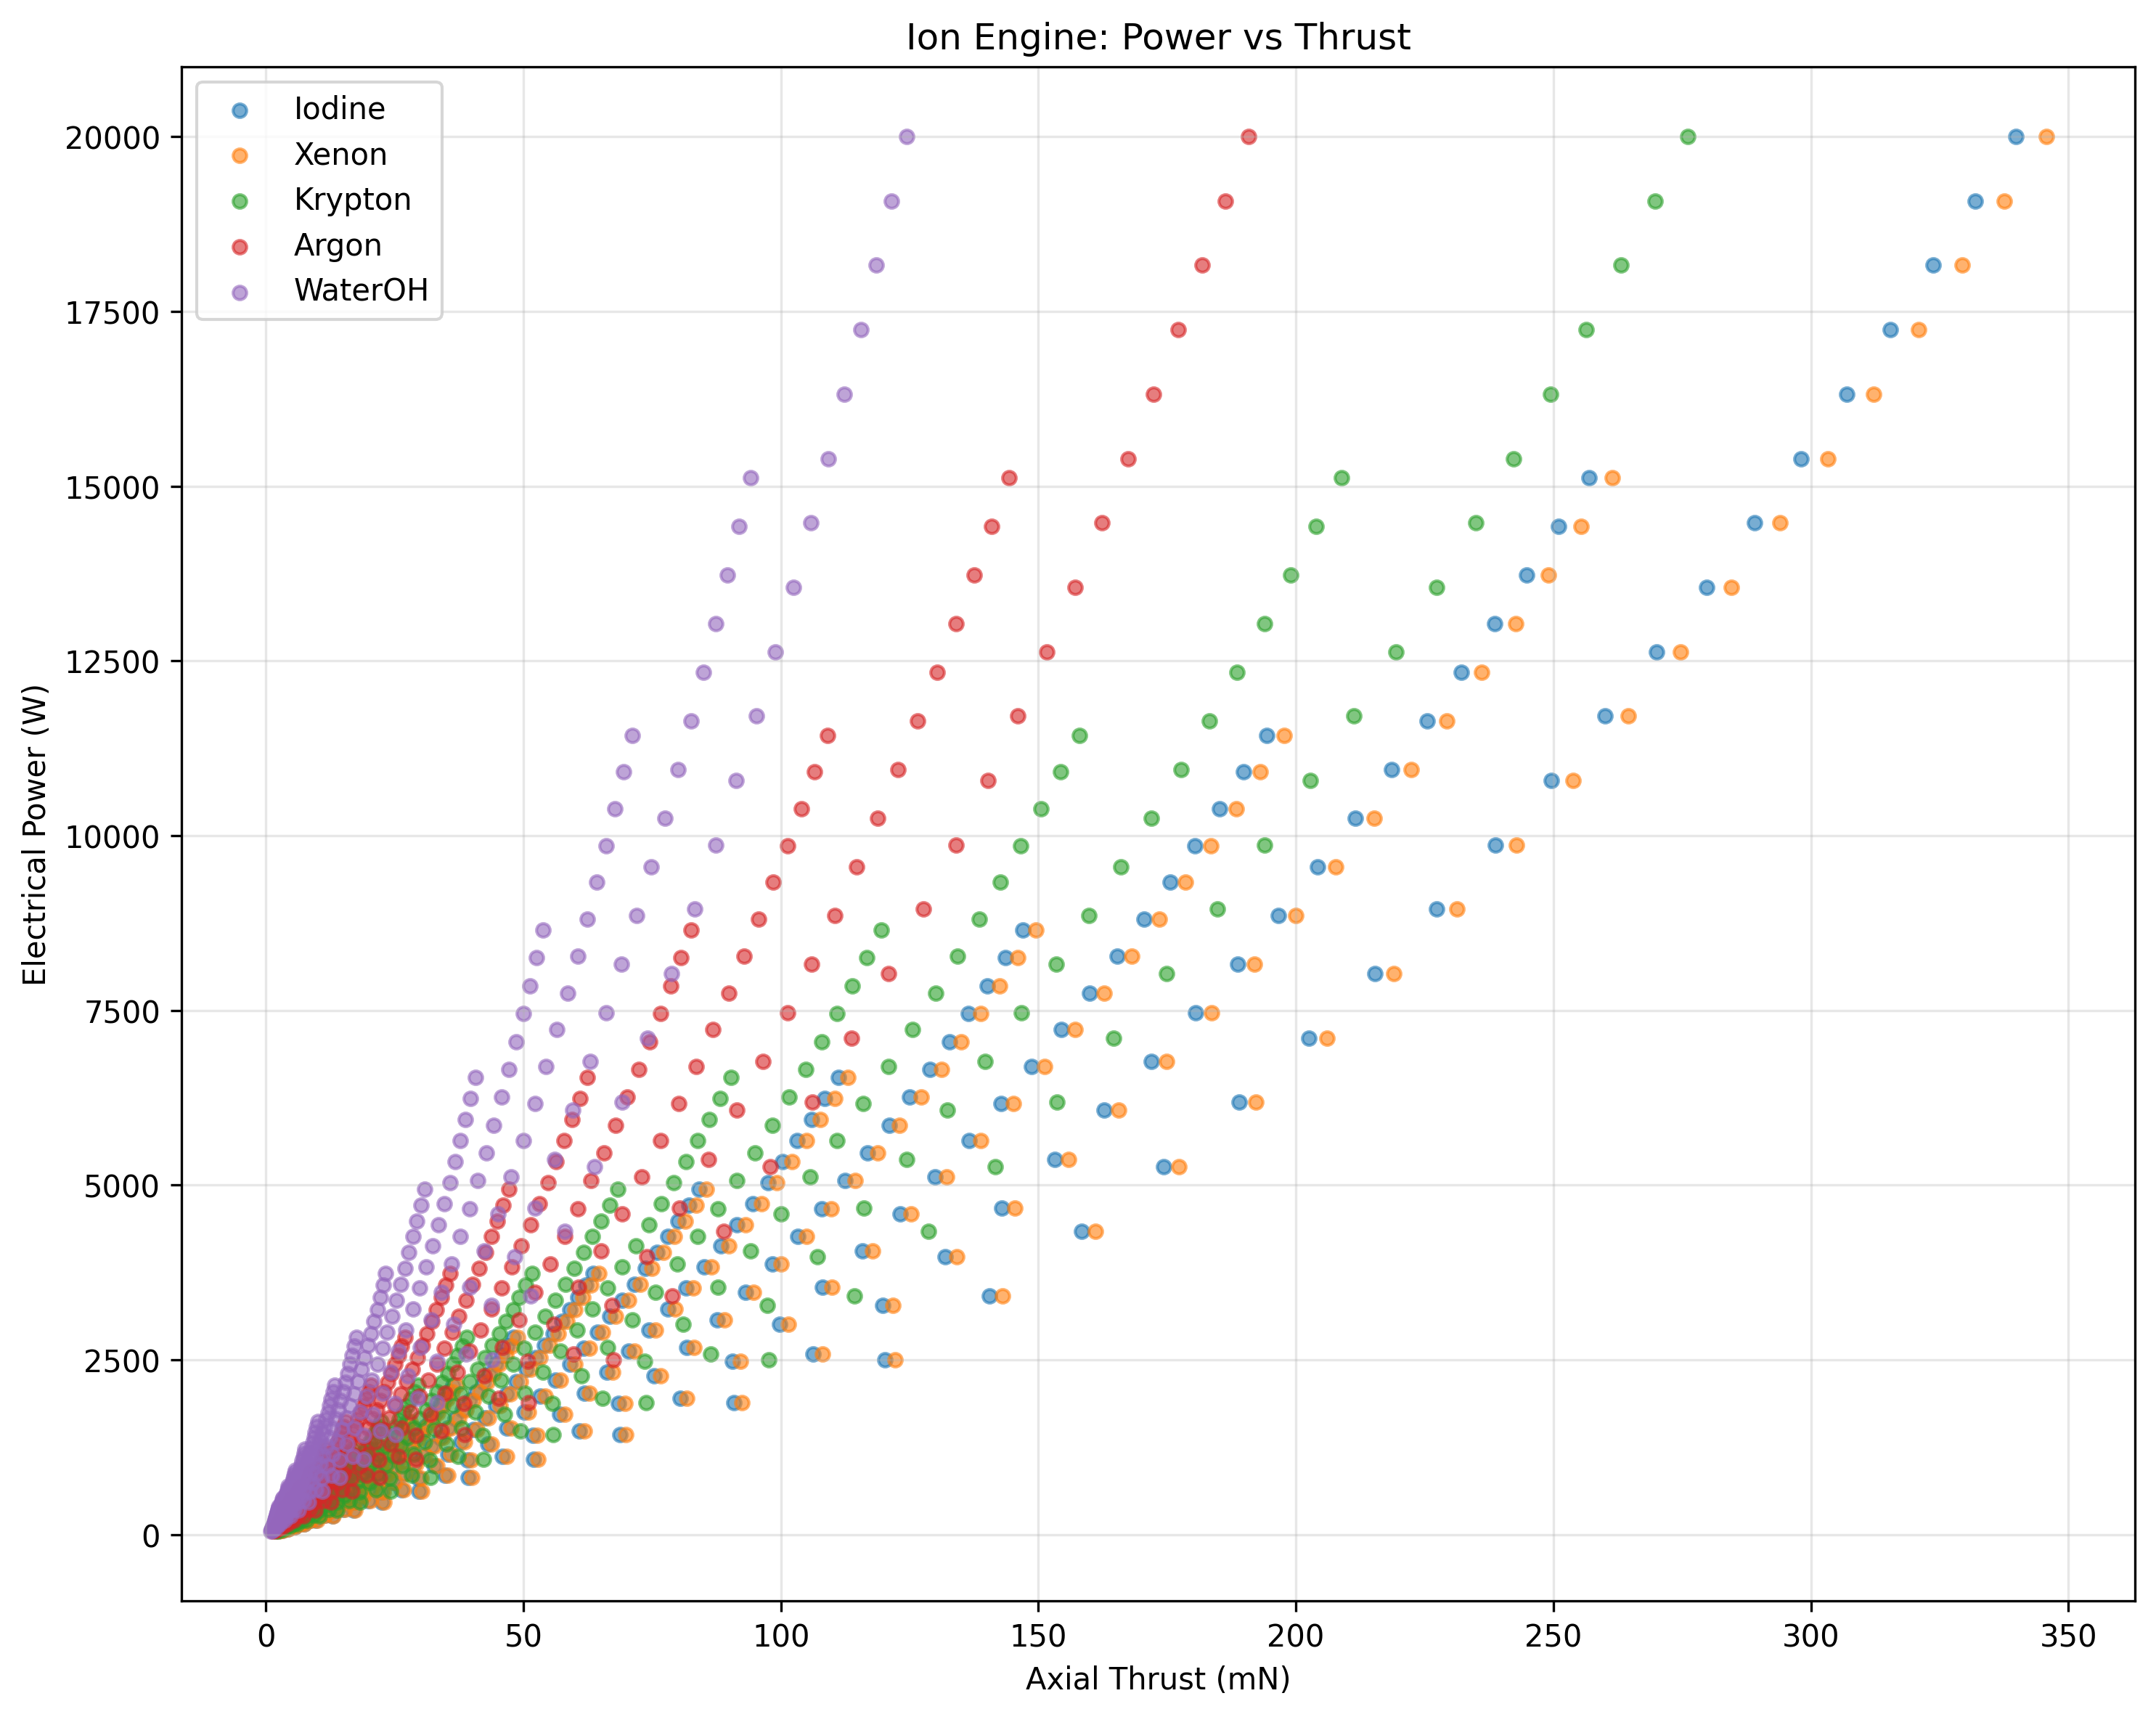 Ion Engine: Power vs Thrust
Iodine
Xenon
Krypton
Argon
WaterOH
20000
17500
15000
12500
10000
7500
5000
2500
0
Electrical Power (W)
0 50 100 150 200 250 300 350
Axial Thrust (mN)